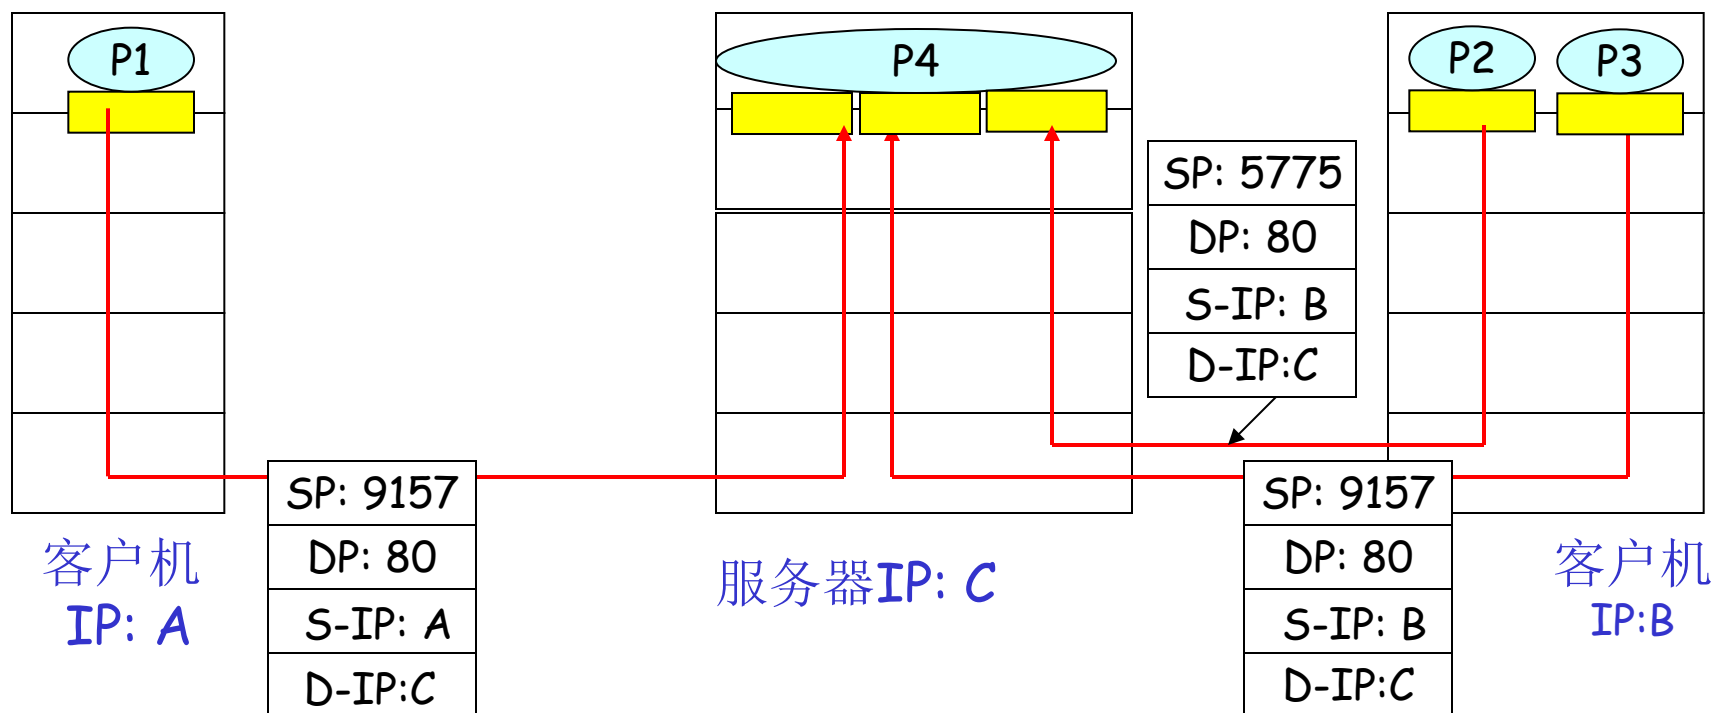 P1
P4
P2
P3
SP: 5775
DP: 80
S-IP: B
D-IP:C
SP: 9157
DP: 80
S-IP: A
D-IP:C
SP: 9157
DP: 80
S-IP: B
D-IP:C
客户机
IP: A
服务器IP: C
客户机
IP:B